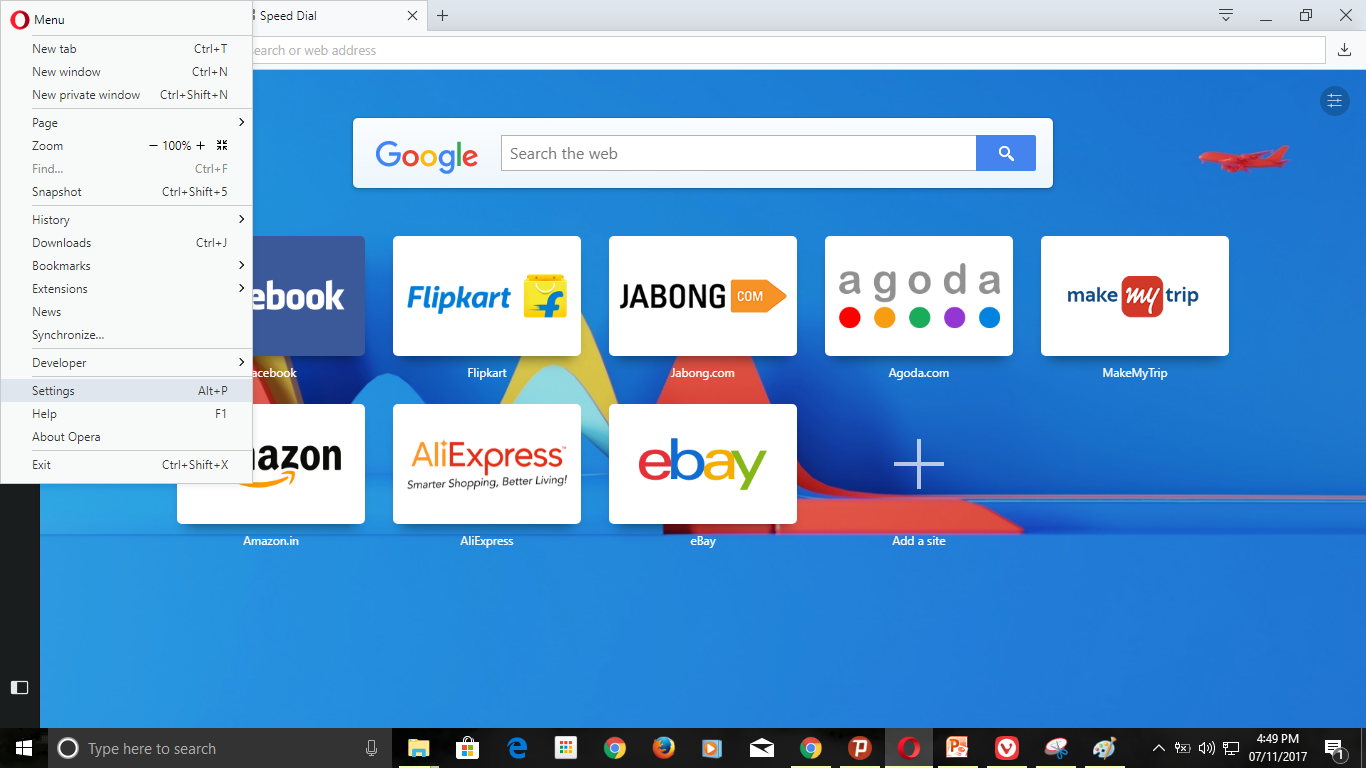 Menu
Speed Dial
New tab Ctrl+T
New window Ctrl+N
New private window Ctrl+Shift+N
Page
Zoom – 100% +
Find... Ctrl+F
Snapshot Ctrl+Shift+5
History
Downloads Ctrl+J
Bookmarks
Extensions
News
Synchronize...
Developer
Settings Alt+P
Help F1
About Opera
Exit Ctrl+Shift+X
earch or web address
Google
Search the web
ebook
Flipkart
JABONG COM
agoda
make my trip
acebook
Flipkart
Jabong.com
Agoda.com
MakeMyTrip
nazon
AliExpress™
Smarter Shopping, Better Living!
ebay
Amazon.in
AliExpress
eBay
Add a site
Type here to search
4:49 PM
07/11/2017
1